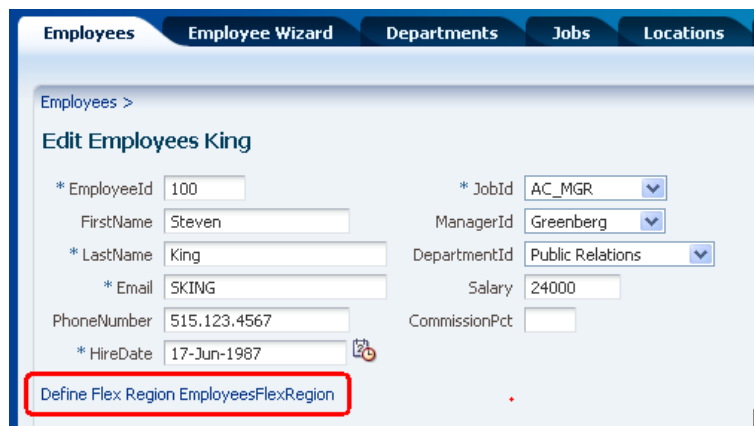 Employees Employee Wizard Departments Jobs Locations
Employees >
Edit Employees King
* EmployeeId 100 * JobId AC_MGR
FirstName Steven ManagerId Greenberg
* LastName King DepartmentId Public Relations
* Email SKING Salary 24000
PhoneNumber 515.123.4567 CommissionPct
* HireDate 17-Jun-1987
Define Flex Region EmployeesFlexRegion